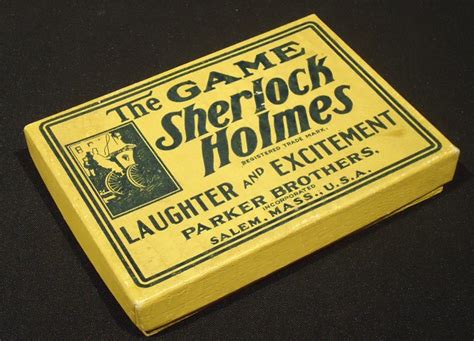 The GAME
Sherlock
Holmes
REGISTERED TRADE MARK.
LAUGHTER AND EXCITEMENT
PARKER BROTHERS.
INCORPORATED
SALEM, MASS., U.S.A.